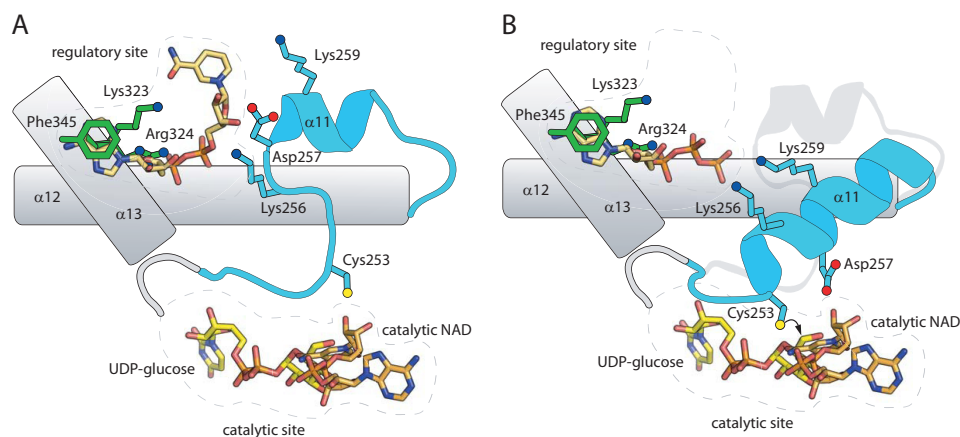 A
regulatory site
Lys259
Lys323
Phe345
Arg324
α11
Asp257
α12
α13
Lys256
Cys253
catalytic NAD
UDP-glucose
catalytic site
B
regulatory site
Lys323
Phe345
Arg324
Lys259
α12
α13
Lys256
α11
Asp257
Cys253
catalytic NAD
UDP-glucose
catalytic site